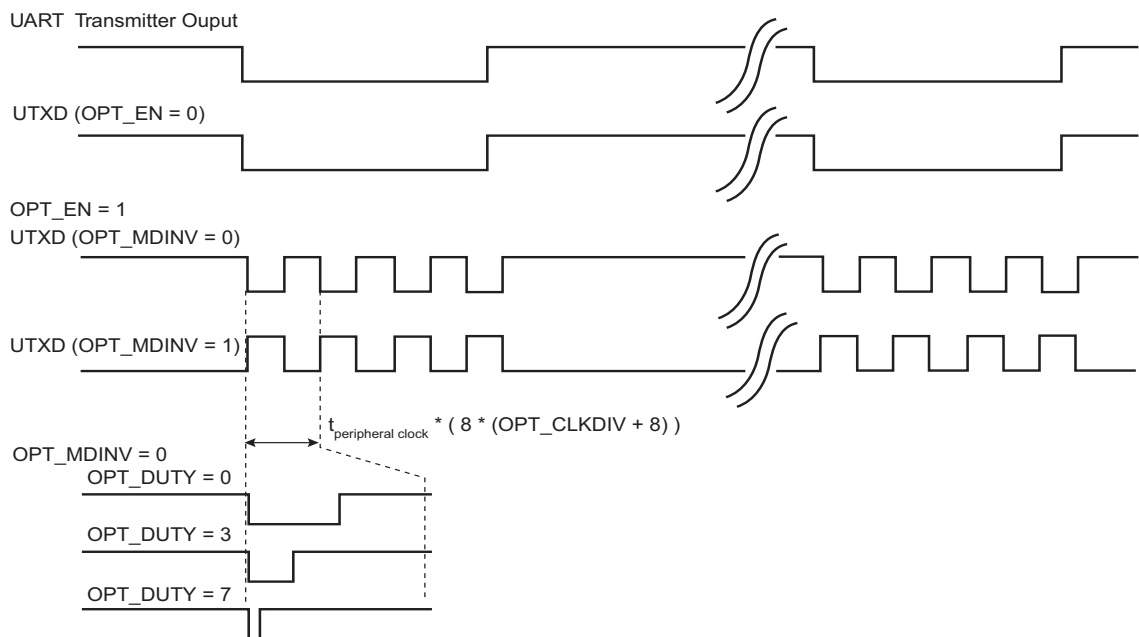 UART Transmitter Ouput
UTXD (OPT_EN = 0)
OPT_EN = 1
UTXD (OPT_MDINV = 0)
UTXD (OPT_MDINV = 1)
t peripheral clock * ( 8 * (OPT_CLKDIV + 8) )
OPT_MDINV = 0
OPT_DUTY = 0
OPT_DUTY = 3
OPT_DUTY = 7